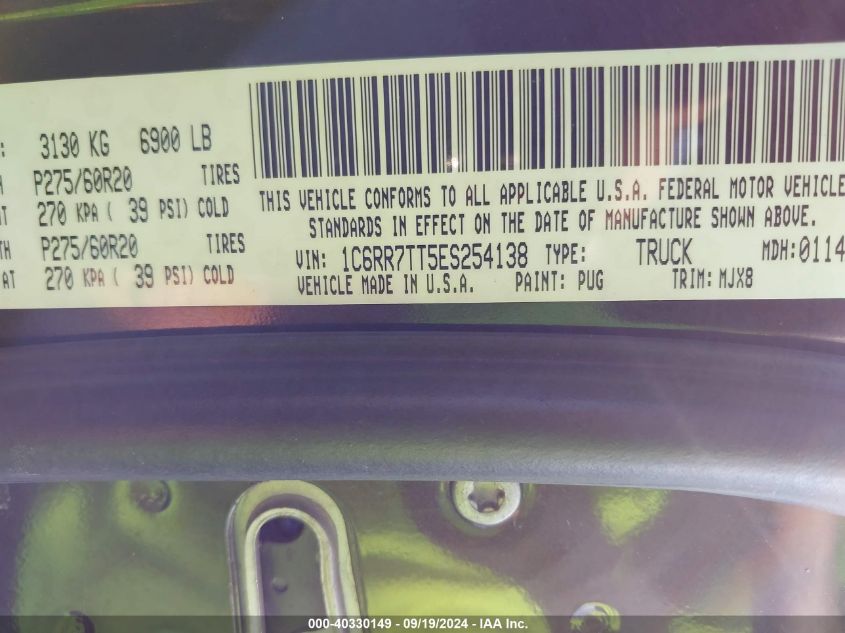 : 3130 KG 6900 LB
H P275/60R20 TIRES
AT 270 KPA ( 39 PSI) COLD
TH P275/60R20 TIRES
AT 270 KPA ( 39 PSI) COLD
THIS VEHICLE CONFORMS TO ALL APPLICABLE U.S.A. FEDERAL MOTOR VEHICLE
STANDARDS IN EFFECT ON THE DATE OF MANUFACTURE SHOWN ABOVE.
VIN: 1C6RR7TT5ES254138 TYPE: TRUCK MDH:0114
VEHICLE MADE IN U.S.A. PAINT: PUG TRIM: MJX8
000-40330149 - 09/19/2024 - IAA Inc.